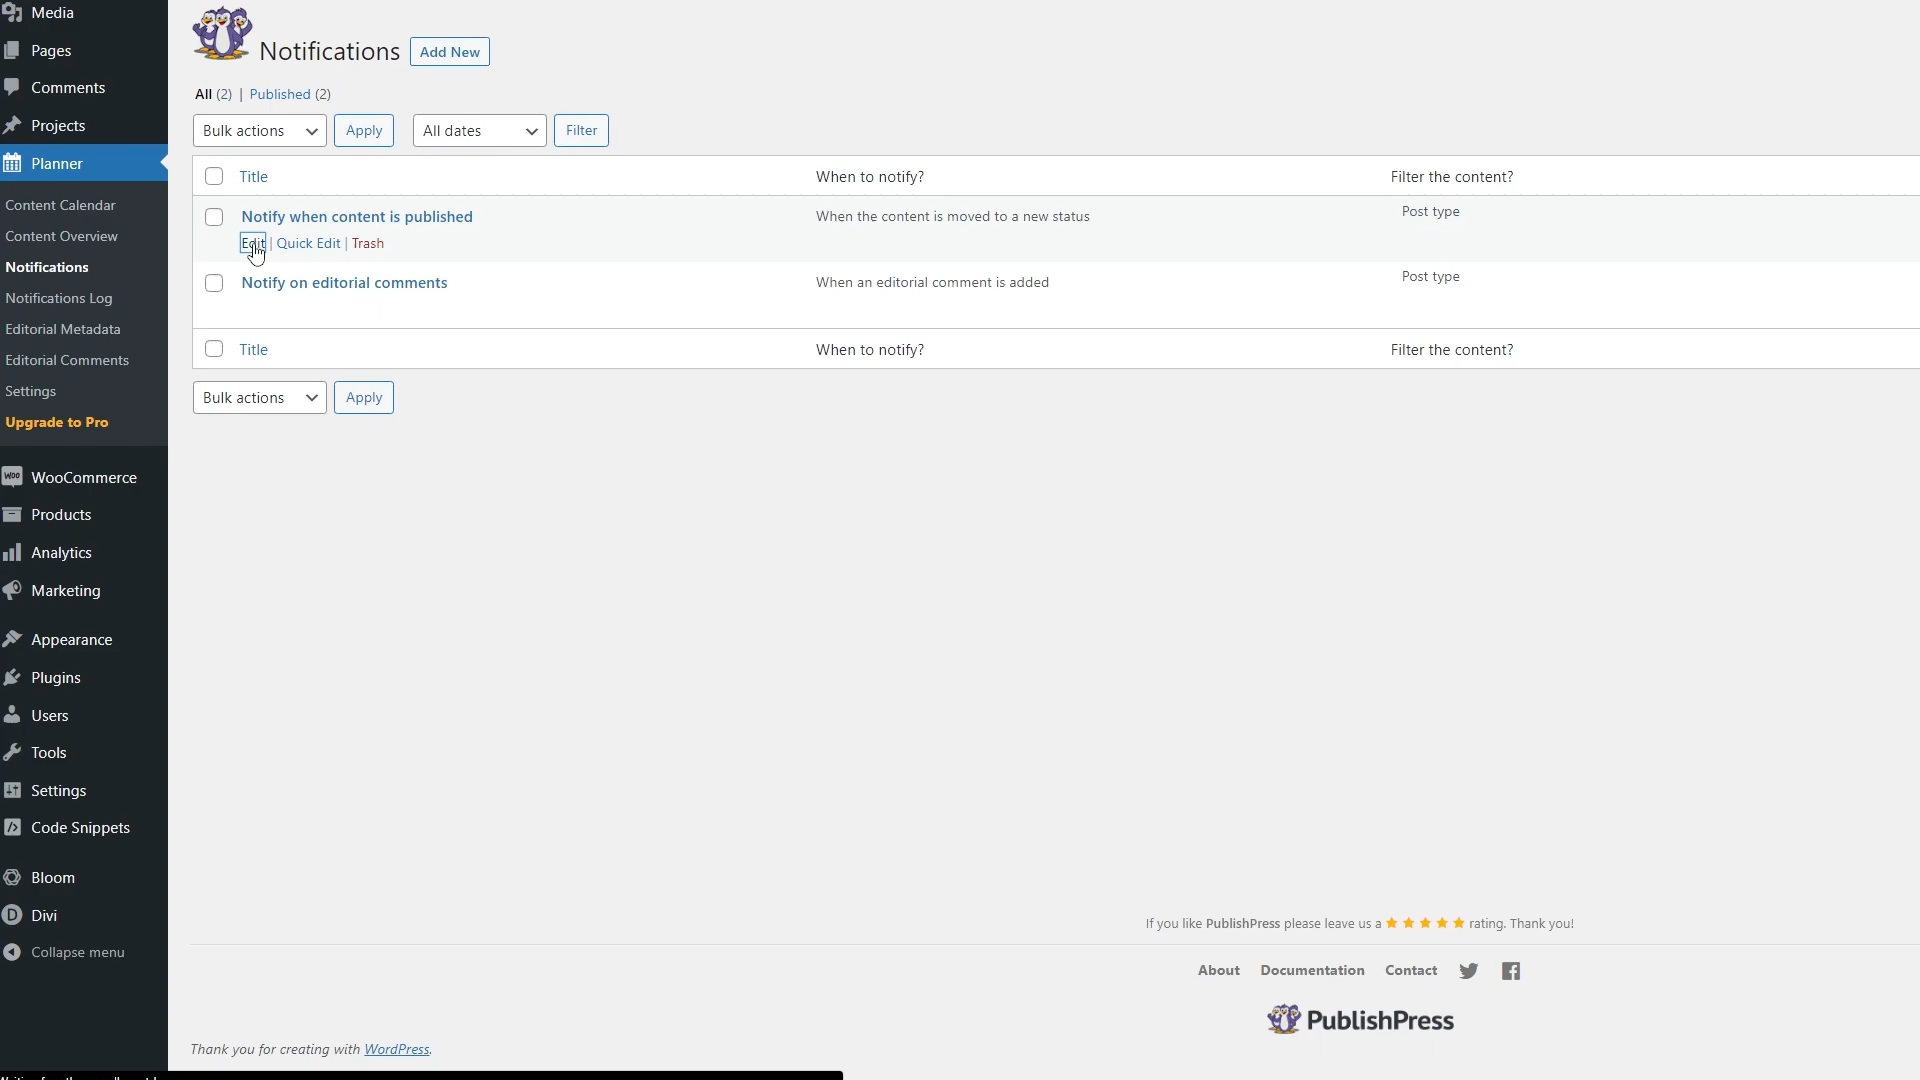 Media
Pages
Comments
Projects
Planner
Content Calendar
Content Overview
Notifications
Notifications Log
Editorial Metadata
Editorial Comments
Settings
Upgrade to Pro
WooCommerce
Products
Analytics
Marketing
Appearance
Plugins
Users
Tools
Settings
Code Snippets
Bloom
Divi
Collapse menu
Notifications Add New
All (2) | Published (2)
Bulk actions Apply All dates Filter
Title When to notify? Filter the content?
Notify when content is published When the content is moved to a new status Post type
Edit | Quick Edit | Trash
Notify on editorial comments When an editorial comment is added Post type
Title When to notify? Filter the content?
Bulk actions Apply
If you like PublishPress please leave us a ★★★★★ rating. Thank you!
About Documentation Contact
PublishPress
Thank you for creating with WordPress.